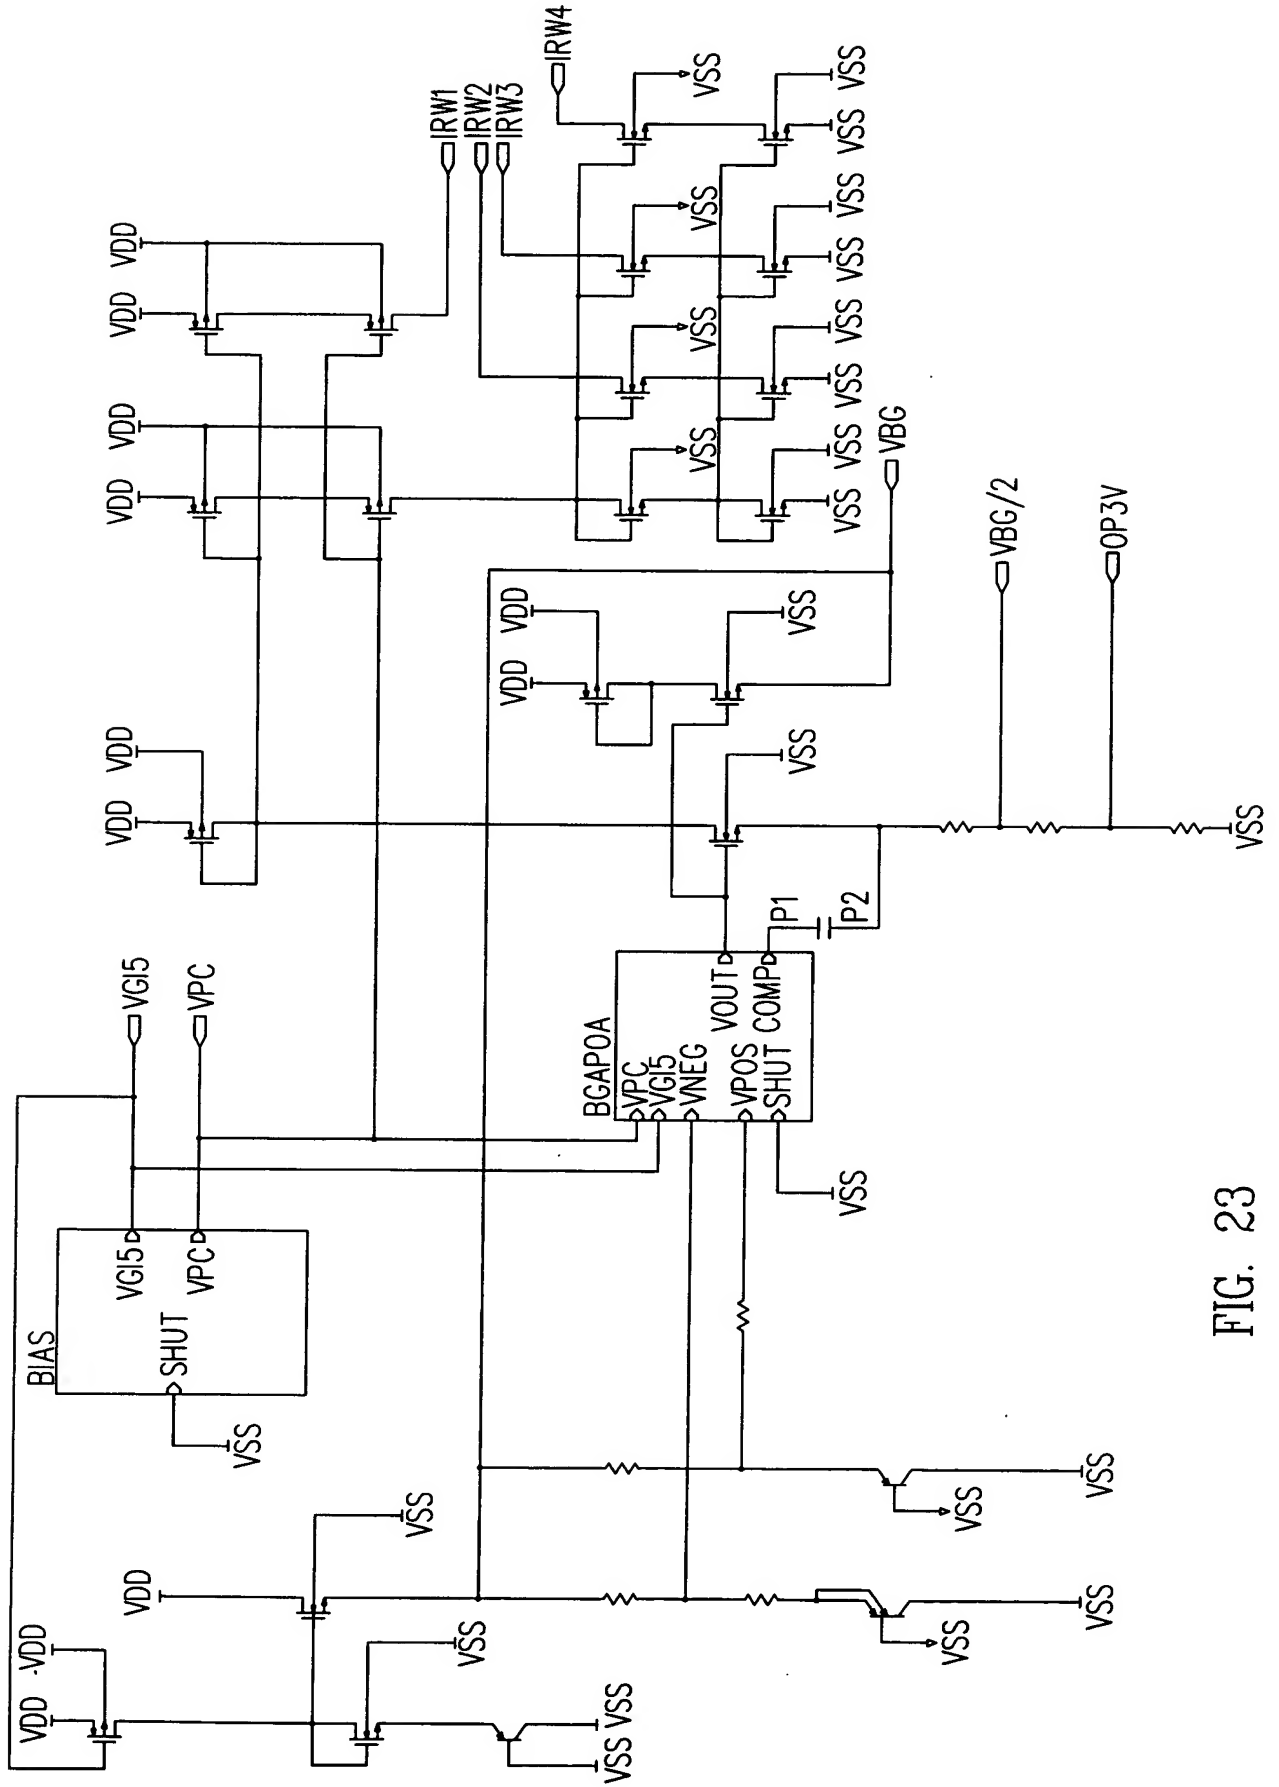 VDD -VDD
BIAS
VDD VDD VDD VDD VDD VDD VDD
VGI5 VGI5
VDD
SHUT
VPC VPC
VSS
VSS
IRW1
VSS
IRW2
IRW3
VDD VDD
IRW4
BGAPOA
VSS VSS
VPC
VGI5
VNEG
VSS VSS VSS VSS
VOUT
VPOS
COMP
SHUT
P1
VSS VSS
VSS VSS VSS VSS VSS VSS VSS VSS
VSS
P2
VBG
VSS
VSS
VBG/2
VSS VSS
OP3V
VSS
FIG. 23